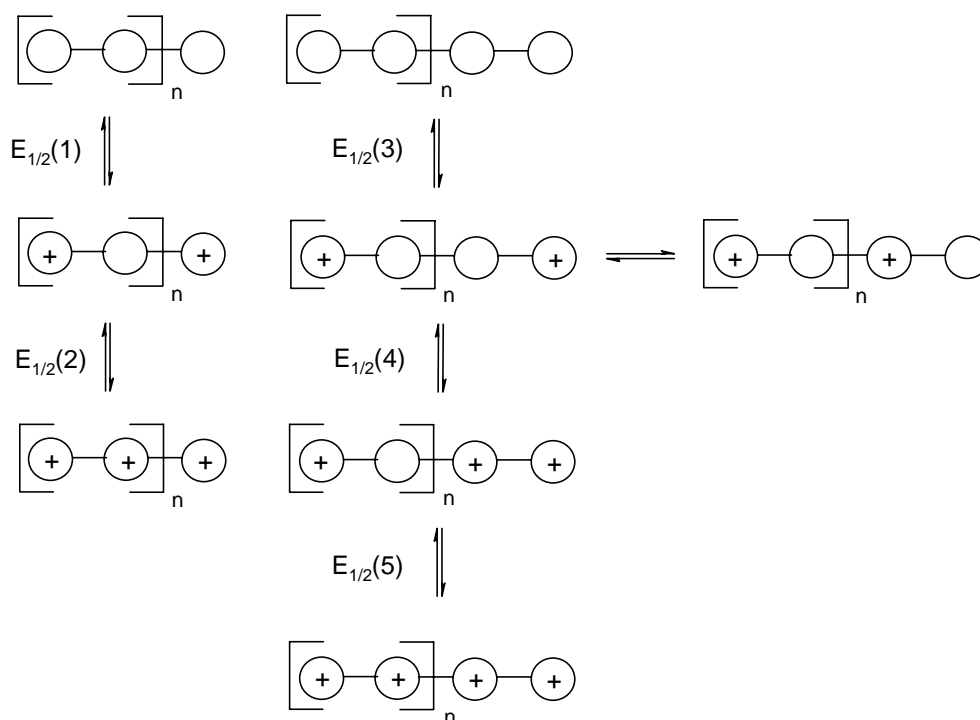 n
n
E1/2(1)
E1/2(3)
+ + + + + +
n
n
n
E1/2(2)
E1/2(4)
+ + + + + +
n
n
E1/2(5)
+ + + +
n